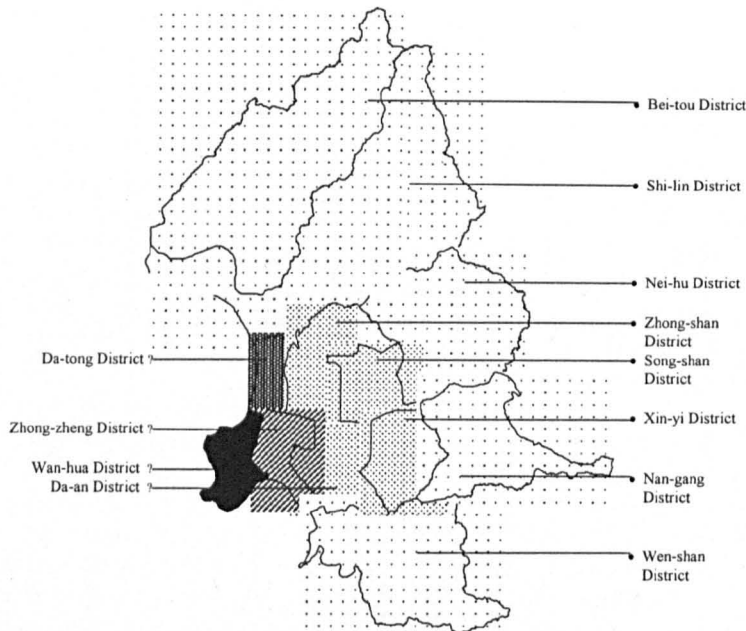 Bei-tou District
Shi-lin District
Nei-hu District
Zhong-shan
District
Song-shan
District
Xin-yi District
Nan-gang
District
Wen-shan
District
Da-tong District ?
Zhong-zheng District ?
Wan-hua District ?
Da-an District ?